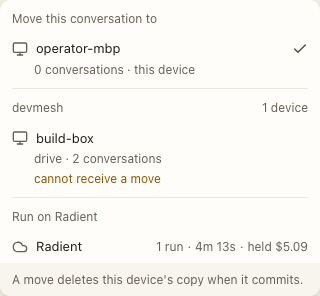 Move this conversation to
operator-mbp
0 conversations · this device
devmesh 1 device
build-box
drive · 2 conversations
cannot receive a move
Run on Radient
Radient 1 run · 4m 13s · held $5.09
A move deletes this device's copy when it commits.